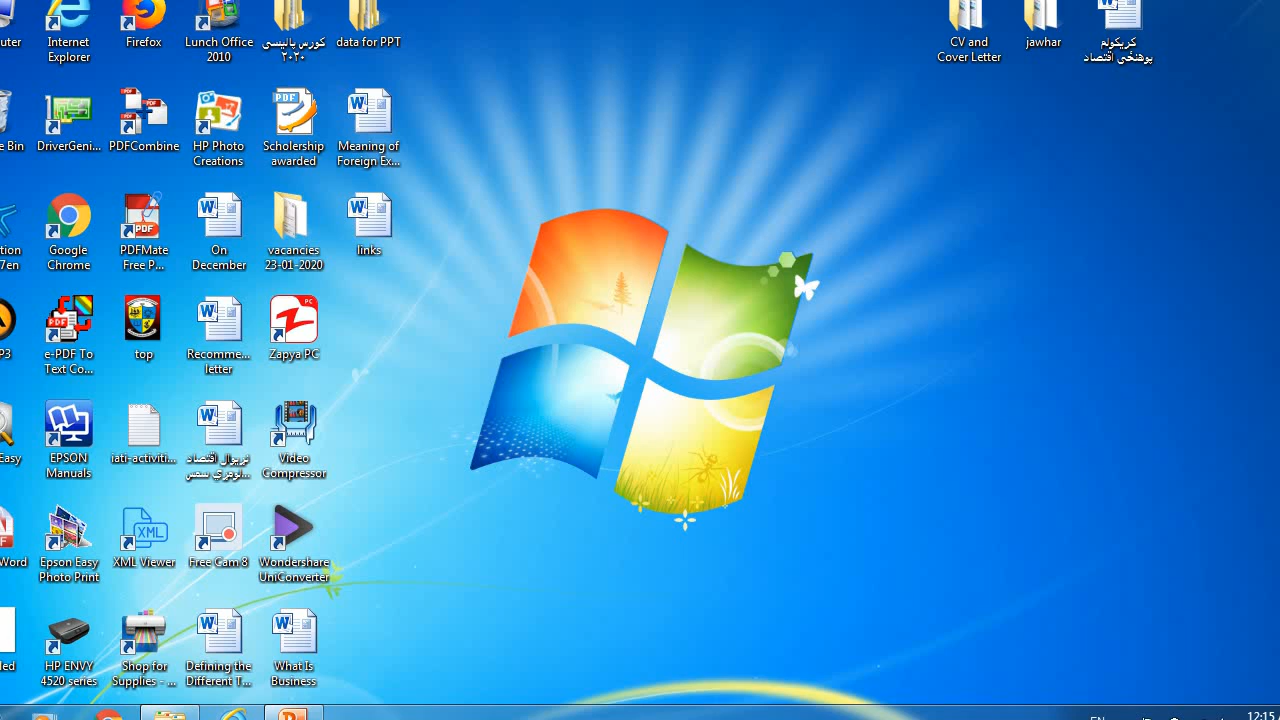 uter
Internet
Explorer
Firefox
Lunch Office
2010
کورس پالیسی
۲۰۲۰
data for PPT
CV and
Cover Letter
jawhar
کریکولم
پوهنځی اقتصاد
e Bin
DriverGeni...
PDFCombine
HP Photo
Creations
PDF
Scholership
awarded
Meaning of
Foreign Ex...
tion
7en
Google
Chrome
PDFMate
Free P...
On
December
vacancies
23-01-2020
links
P3
e-PDF To
Text Co...
top
Recomme...
letter
Zapya PC
Easy
EPSON
Manuals
iati-activiti...
Video
Compressor
Word
Epson Easy
Photo Print
XML Viewer
Free Cam 8
Wondershare
UniConverter
led
HP ENVY
4520 series
Shop for
Supplies - ...
Defining the
Different T...
What Is
Business
EN
12:15